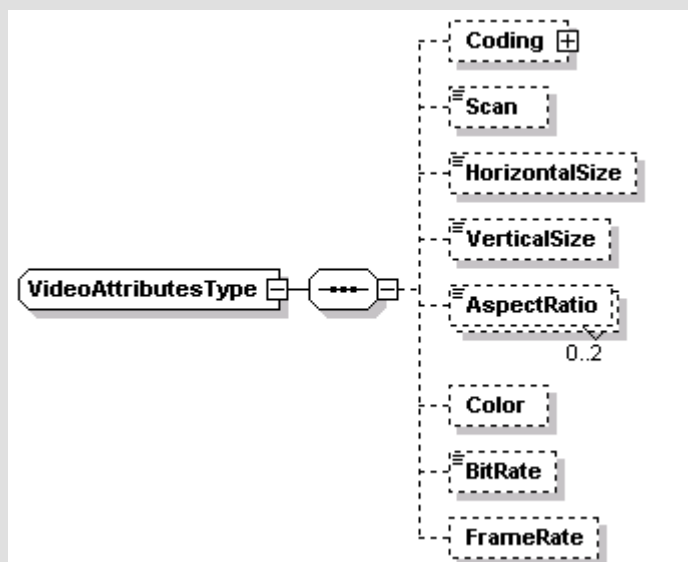 Coding
Scan
HorizontalSize
VerticalSize
VideoAttributesType
AspectRatio
0..2
Color
BitRate
FrameRate